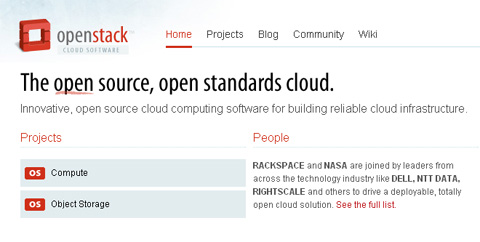 openstack™
CLOUD SOFTWARE
Home Projects Blog Community Wiki
The open source, open standards cloud.
Innovative, open source cloud computing software for building reliable cloud infrastructure.
Projects
OS Compute
OS Object Storage
People
RACKSPACE and NASA are joined by leaders from
across the technology industry like DELL, NTT DATA,
RIGHTSCALE and others to drive a deployable, totally
open cloud solution. See the full list.